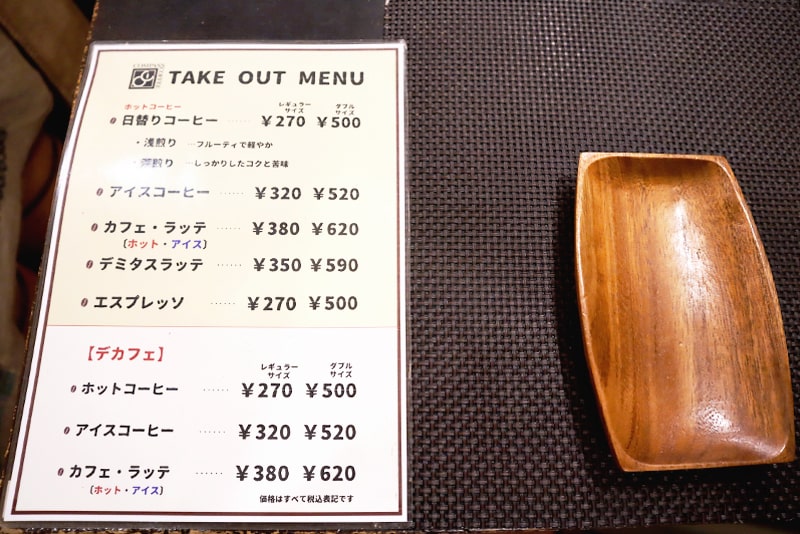 TAKE OUT MENU
ホットコーヒー
レギュラーサイズ ダブルサイズ
日替りコーヒー …… ¥270 ¥500
・浅煎り …フルーティで軽やか
・深煎り …しっかりしたコクと苦味
アイスコーヒー …… ¥320 ¥520
カフェ・ラッテ …… ¥380 ¥620
（ホット・アイス）
デミタスラッテ …… ¥350 ¥590
エスプレッソ …… ¥270 ¥500
【デカフェ】
レギュラーサイズ ダブルサイズ
ホットコーヒー …… ¥270 ¥500
アイスコーヒー …… ¥320 ¥520
カフェ・ラッテ …… ¥380 ¥620
（ホット・アイス）
価格はすべて税込表記です